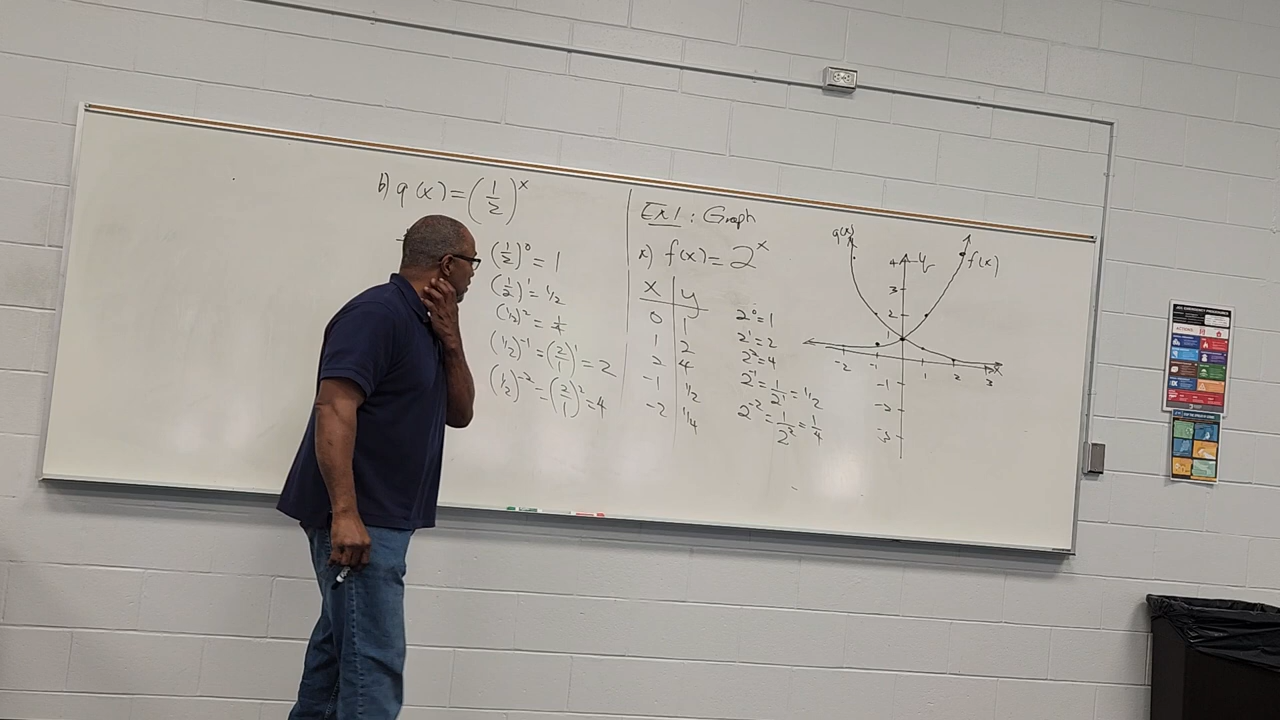 b) g(x) = (1/2)^x
(1/2)^0 = 1
(1/2)^1 = 1/2
(1/2)^2 = 1/4
(1/2)^-1 = (2/1)^1 = 2
(1/2)^-2 = (2/1)^2 = 4
Ex 1: Graph
a) f(x) = 2^x
x y
0 1
1 2
2 4
-1 1/2
-2 1/4
2^0 = 1
2^1 = 2
2^2 = 4
2^-1 = 1/2^1 = 1/2
2^-2 = 1/2^2 = 1/4
g(x)
f(x)
y
4
3
2
-2 -1 1 2 3 x
-1
-2
-3